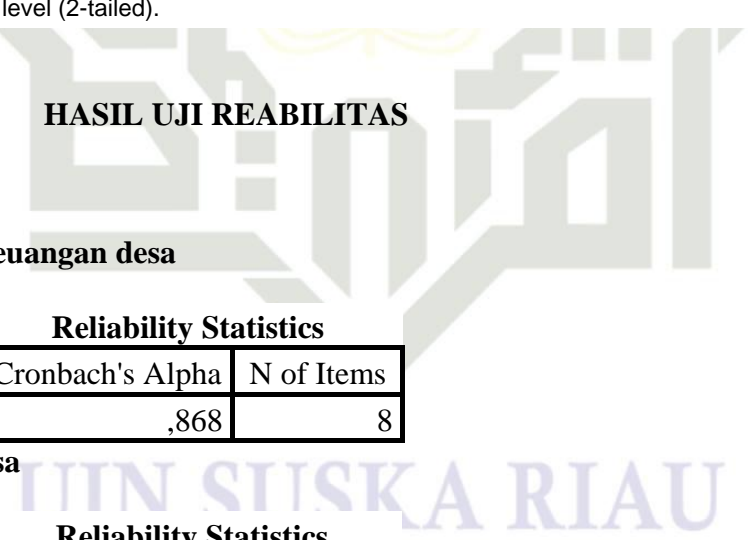 level (2-tailed).
HASIL UJI REABILITAS
euangan desa
Reliability Statistics
Cronbach's Alpha N of Items
,868 8
sa
UIN SUSKA RIAU
Reliability Statistics